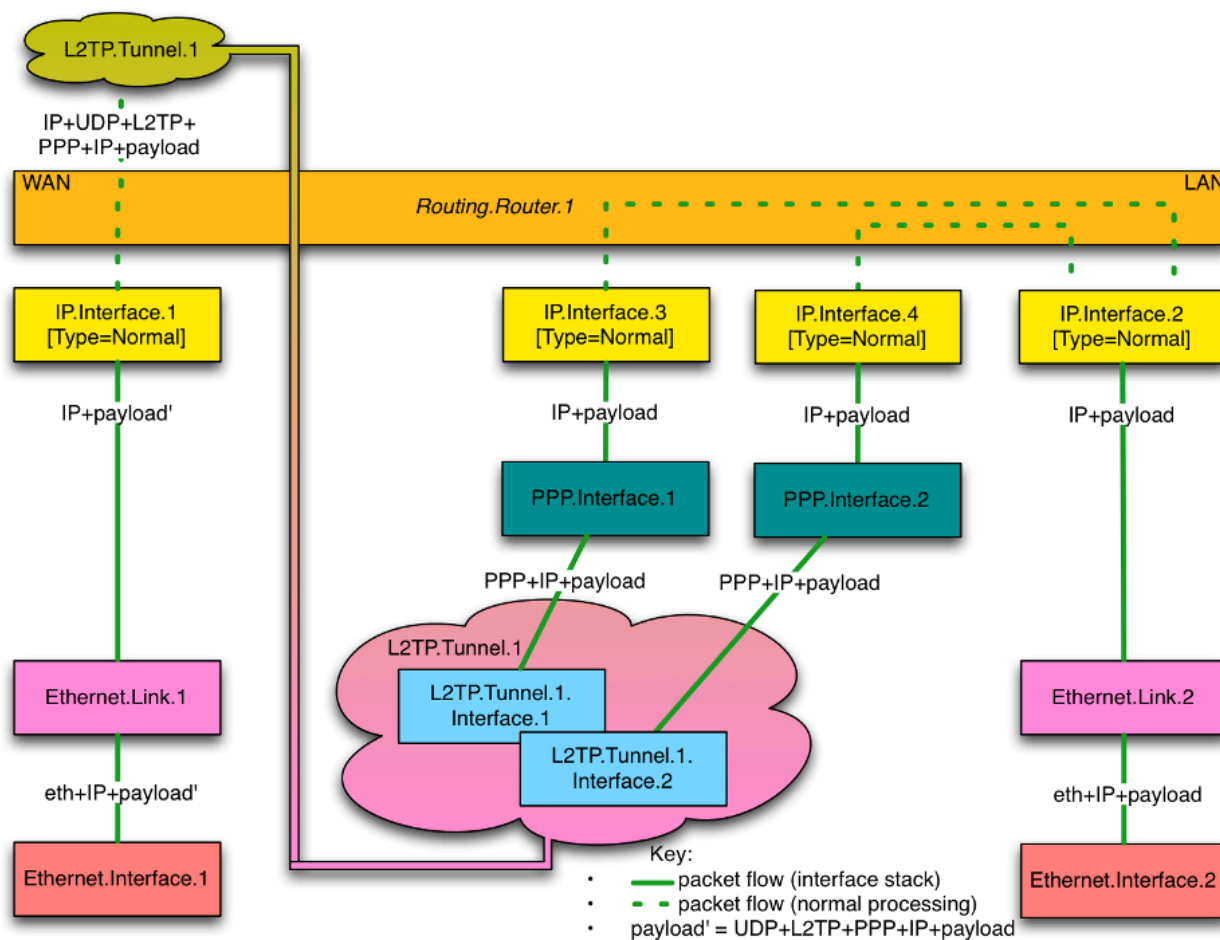 L2TP.Tunnel.1
IP+UDP+L2TP+
PPP+IP+payload
WAN
LAN
Routing.Router.1
IP.Interface.1
[Type=Normal]
IP.Interface.3
[Type=Normal]
IP.Interface.4
[Type=Normal]
IP.Interface.2
[Type=Normal]
IP+payload'
IP+payload
IP+payload
IP+payload
PPP.Interface.1
PPP.Interface.2
PPP+IP+payload
PPP+IP+payload
L2TP.Tunnel.1
L2TP.Tunnel.1.
Interface.1
L2TP.Tunnel.1.
Interface.2
Ethernet.Link.1
Ethernet.Link.2
eth+IP+payload'
eth+IP+payload
Ethernet.Interface.1
Ethernet.Interface.2
Key:
• packet flow (interface stack)
• packet flow (normal processing)
• payload' = UDP+L2TP+PPP+IP+payload